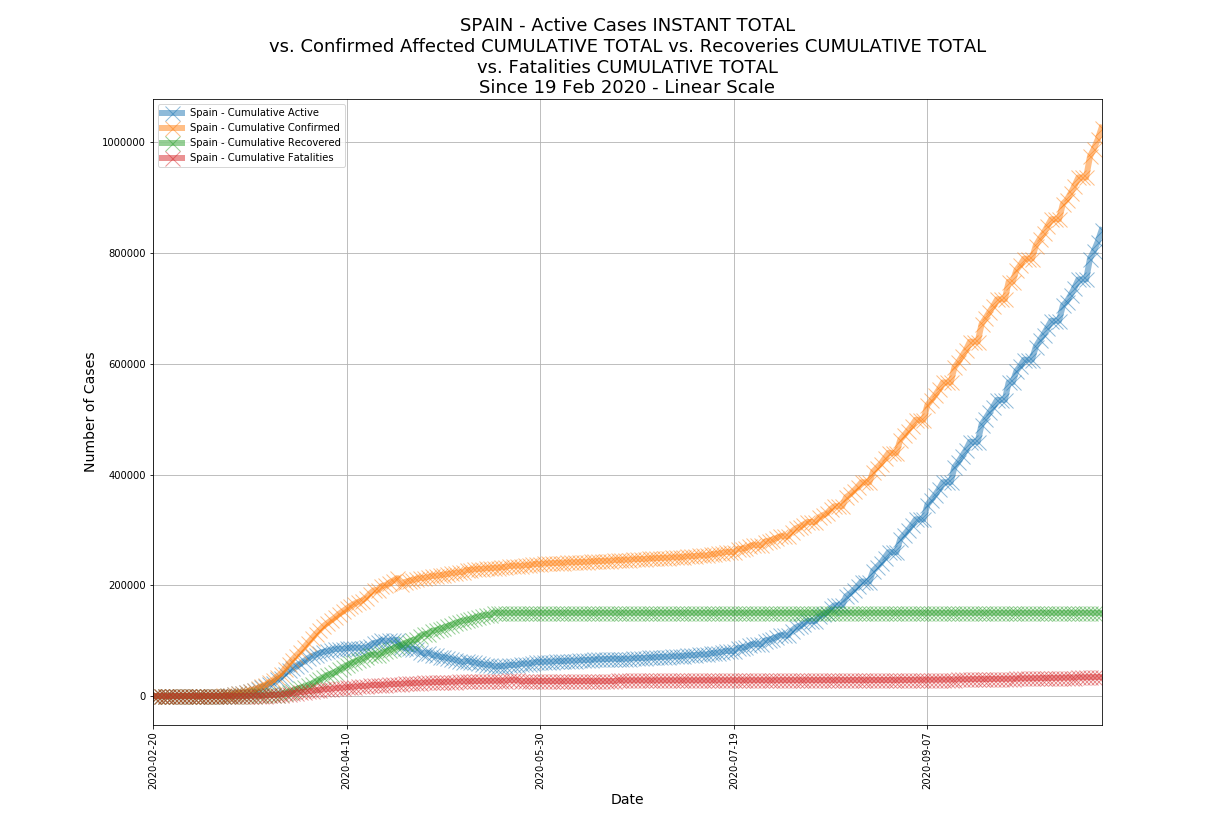 SPAIN - Active Cases INSTANT TOTAL
vs. Confirmed Affected CUMULATIVE TOTAL vs. Recoveries CUMULATIVE TOTAL
vs. Fatalities CUMULATIVE TOTAL
Since 19 Feb 2020 - Linear Scale
Spain - Cumulative Active
Spain - Cumulative Confirmed
Spain - Cumulative Recovered
Spain - Cumulative Fatalities
Number of Cases
1000000
800000
600000
400000
200000
0
2020-02-20
2020-04-10
2020-05-30
2020-07-19
2020-09-07
Date